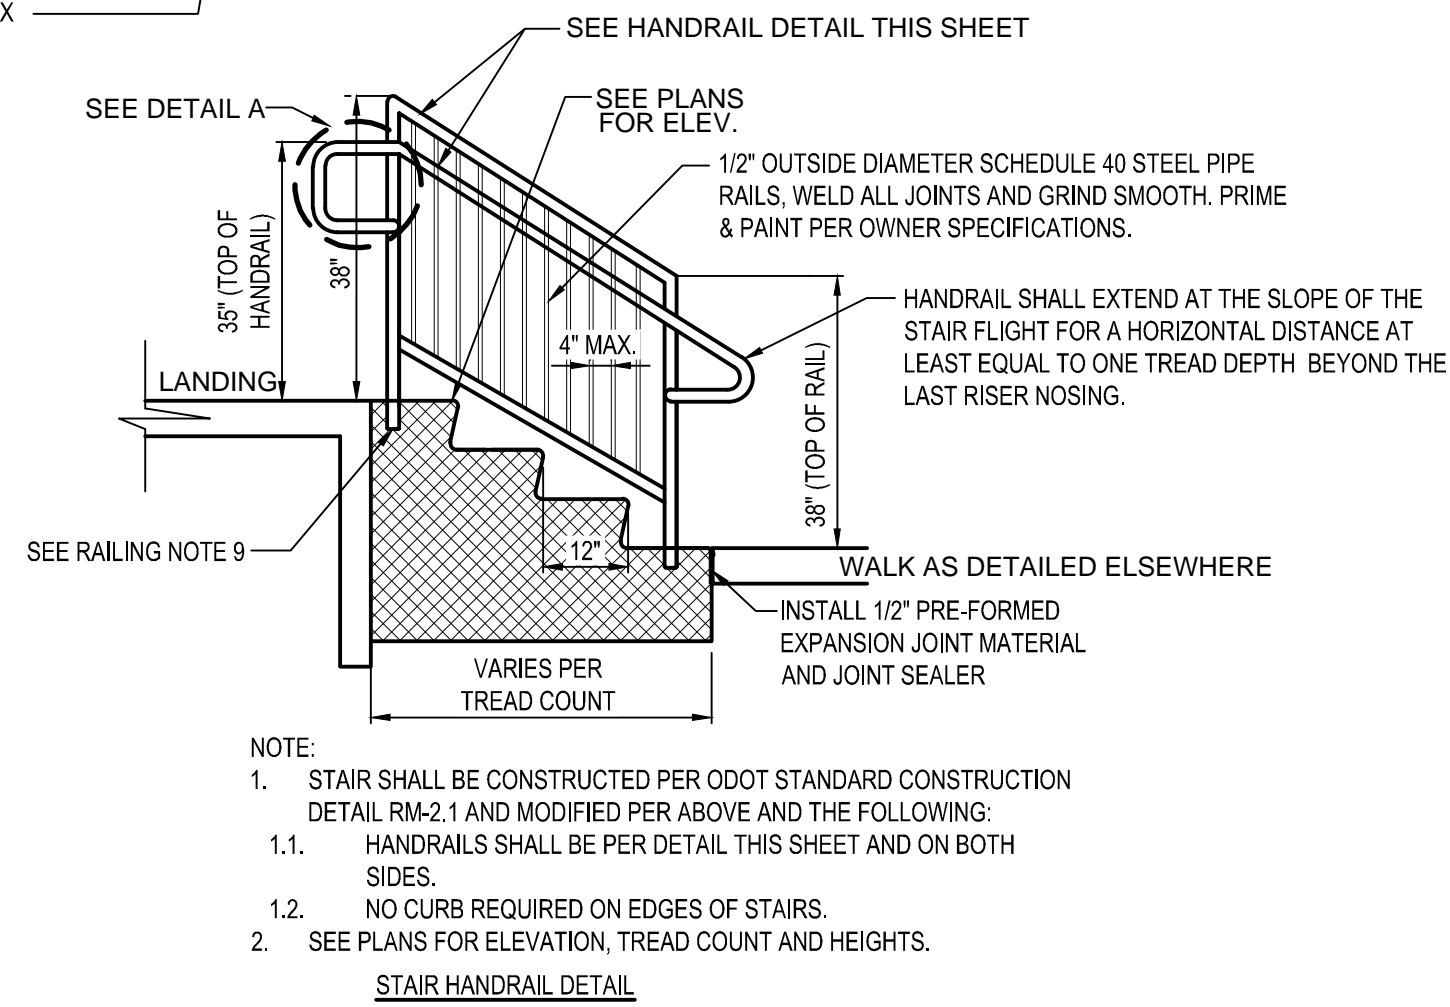 X
SEE HANDRAIL DETAIL THIS SHEET
SEE DETAIL A
SEE PLANS
FOR ELEV.
1/2" OUTSIDE DIAMETER SCHEDULE 40 STEEL PIPE
RAILS, WELD ALL JOINTS AND GRIND SMOOTH. PRIME
& PAINT PER OWNER SPECIFICATIONS.
35" (TOP OF
HANDRAIL)
38"
HANDRAIL SHALL EXTEND AT THE SLOPE OF THE
STAIR FLIGHT FOR A HORIZONTAL DISTANCE AT
LEAST EQUAL TO ONE TREAD DEPTH BEYOND THE
LAST RISER NOSING.
4" MAX.
LANDING
38" (TOP OF RAIL)
SEE RAILING NOTE 9
12"
WALK AS DETAILED ELSEWHERE
INSTALL 1/2" PRE-FORMED
EXPANSION JOINT MATERIAL
AND JOINT SEALER
VARIES PER
TREAD COUNT
NOTE:
1. STAIR SHALL BE CONSTRUCTED PER ODOT STANDARD CONSTRUCTION
DETAIL RM-2.1 AND MODIFIED PER ABOVE AND THE FOLLOWING:
1.1. HANDRAILS SHALL BE PER DETAIL THIS SHEET AND ON BOTH
SIDES.
1.2. NO CURB REQUIRED ON EDGES OF STAIRS.
2. SEE PLANS FOR ELEVATION, TREAD COUNT AND HEIGHTS.
STAIR HANDRAIL DETAIL